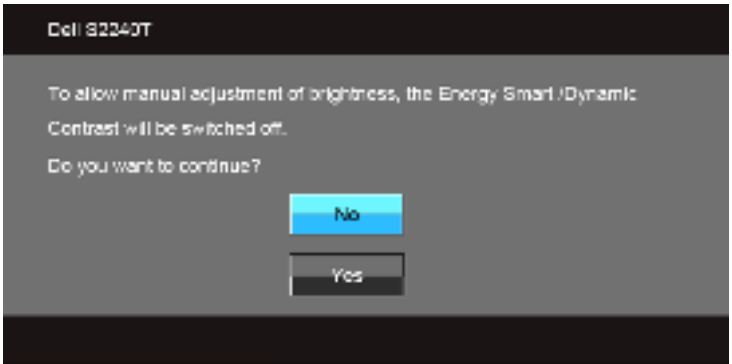 Dell S2240T
To allow manual adjustment of brightness, the Energy Smart /Dynamic
Contrast will be switched off.
Do you want to continue?
No
Yes